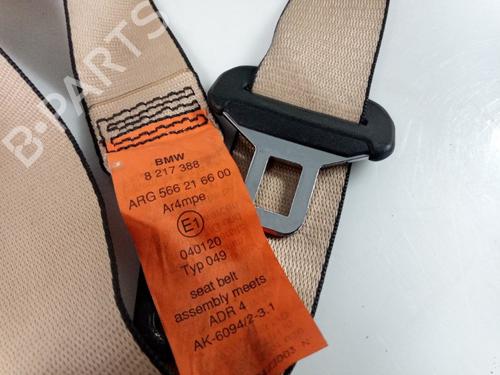 B-PARTS
BMW
8 217 388
ARG 566 21 66 00
Ar4mpe
E1
040120
Typ 049
seat belt
assembly meets
ADR 4
AK-6094/2-3.1